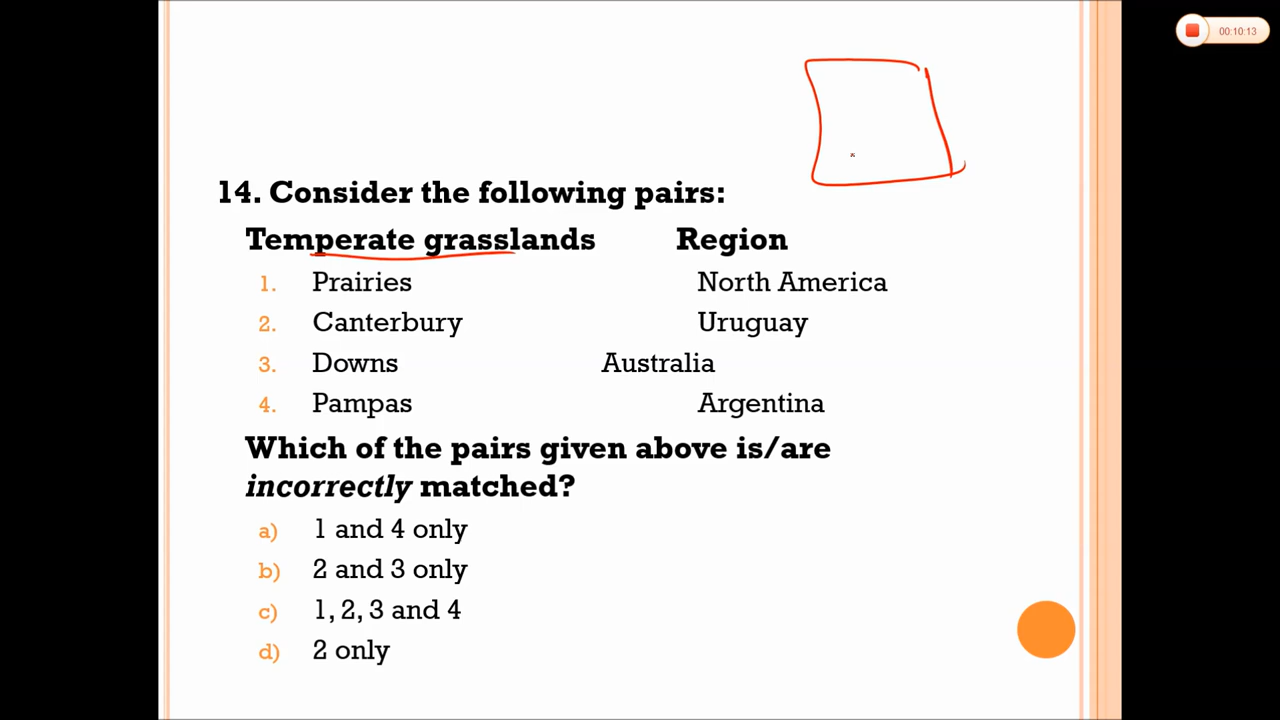 00:10:13
14. Consider the following pairs:
Temperate grasslands Region
1. Prairies North America
2. Canterbury Uruguay
3. Downs Australia
4. Pampas Argentina
Which of the pairs given above is/are
incorrectly matched?
a) 1 and 4 only
b) 2 and 3 only
c) 1, 2, 3 and 4
d) 2 only